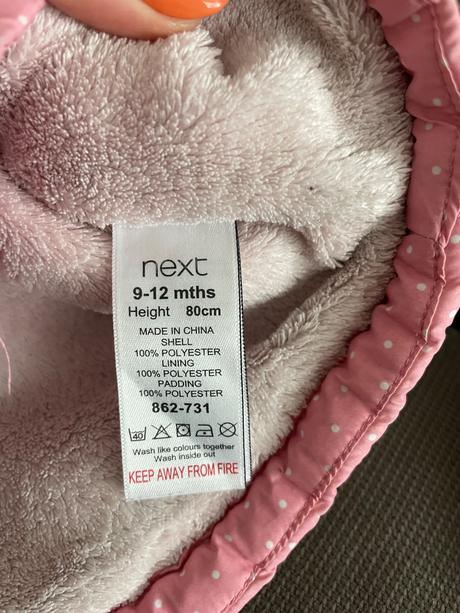 next
9-12 mths
Height 80cm
MADE IN CHINA
SHELL
100% POLYESTER
LINING
100% POLYESTER
PADDING
100% POLYESTER
862-731
40
Wash like colours together
Wash inside out
KEEP AWAY FROM FIRE